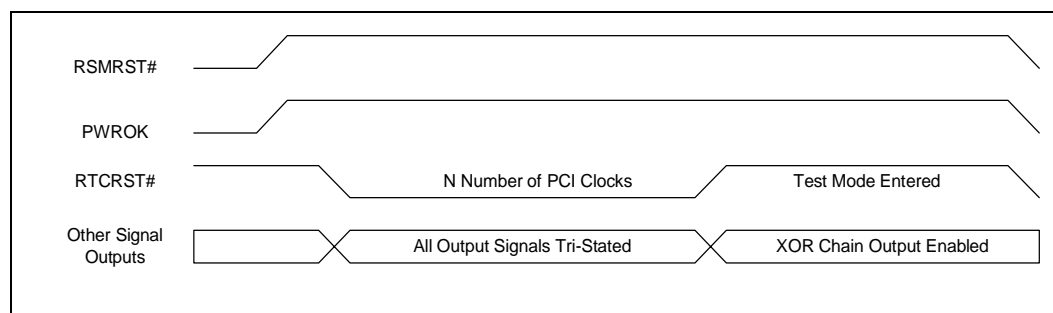 RSMRST#
PWROK
RTCRST#
N Number of PCI Clocks
Test Mode Entered
Other Signal
Outputs
All Output Signals Tri-Stated
XOR Chain Output Enabled